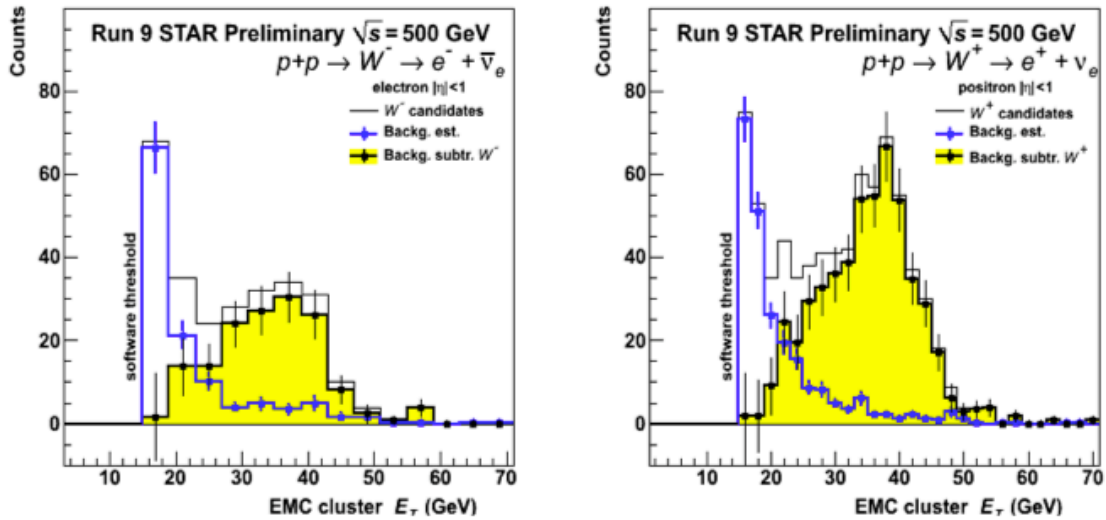 Run 9 STAR Preliminary √s = 500 GeV
p+p → W⁻ → e⁻ + ν̄ₑ
electron |η|<1
W⁻ candidates
Backg. est.
Backg. subtr. W⁻
Counts
80
60
40
20
0
software threshold
10 20 30 40 50 60 70
EMC cluster E_T (GeV)
Run 9 STAR Preliminary √s = 500 GeV
p+p → W⁺ → e⁺ + νₑ
positron |η|<1
W⁺ candidates
Backg. est.
Backg. subtr. W⁺
Counts
80
60
40
20
0
software threshold
10 20 30 40 50 60 70
EMC cluster E_T (GeV)